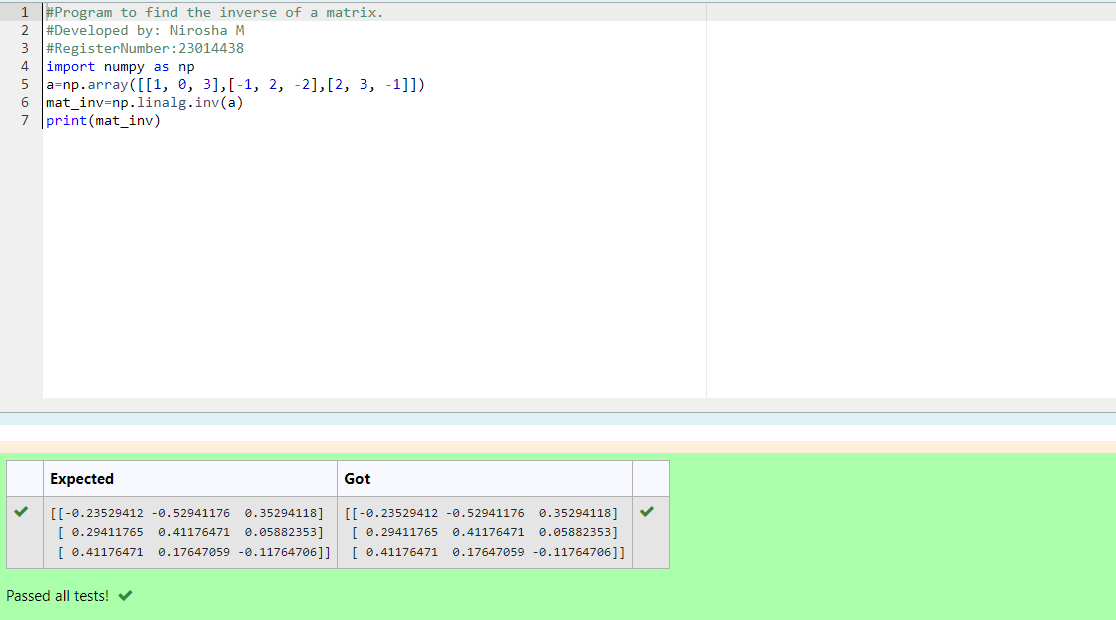 1 #Program to find the inverse of a matrix.
2 #Developed by: Nirosha M
3 #RegisterNumber:23014438
4 import numpy as np
5 a=np.array([[1, 0, 3],[-1, 2, -2],[2, 3, -1]])
6 mat_inv=np.linalg.inv(a)
7 print(mat_inv)
Expected Got
[[-0.23529412 -0.52941176  0.35294118] [[-0.23529412 -0.52941176  0.35294118]
[ 0.29411765  0.41176471  0.05882353] [ 0.29411765  0.41176471  0.05882353]
[ 0.41176471  0.17647059 -0.11764706]] [ 0.41176471  0.17647059 -0.11764706]]
Passed all tests!